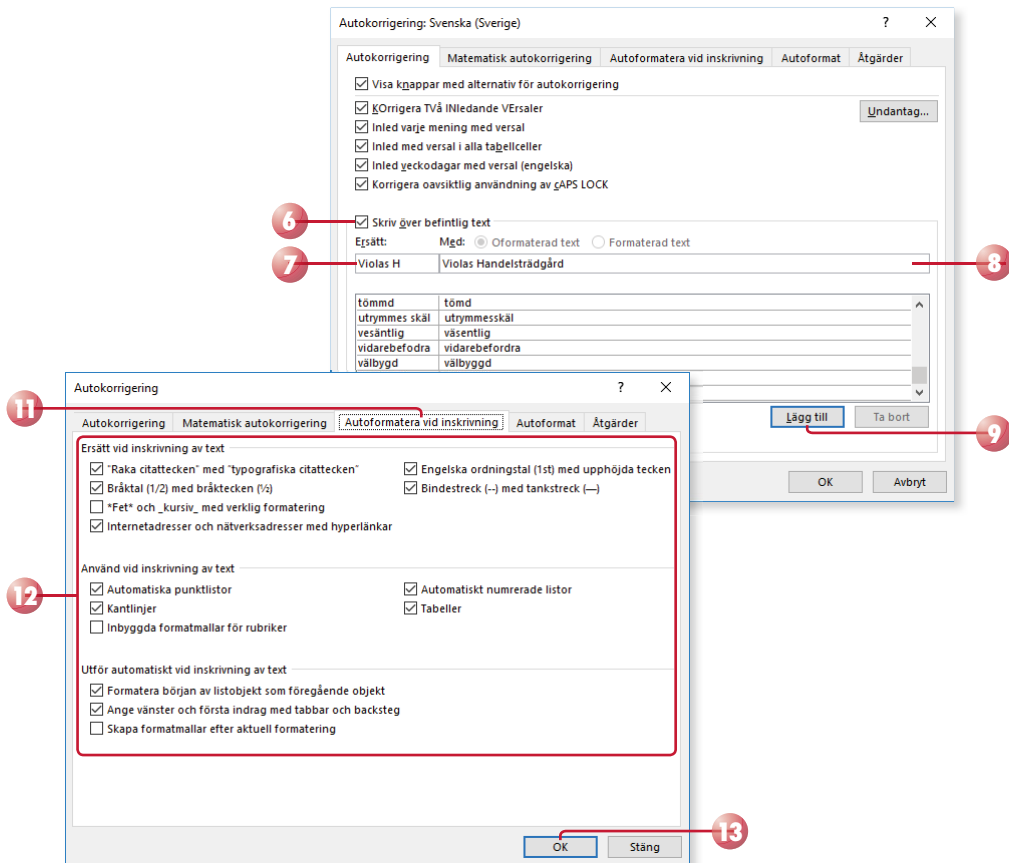 Autokorrigering: Svenska (Sverige) ?
Autokorrigering Matematisk autokorrigering Autoformatera vid inskrivning Autoformat Åtgärder
Visa knappar med alternativ för autokorrigering
KOrrigera TVå INledande VErsaler Undantag...
Inled varje mening med versal
Inled med versal i alla tabellceller
Inled veckodagar med versal (engelska)
Korrigera oavsiktlig användning av cAPS LOCK
6 Skriv över befintlig text
Ersätt: Med: Oformaterad text Formaterad text
7 Violas H Violas Handelsträdgård 8
tömmd tömd
utrymmes skäl utrymmesskäl
vesäntlig väsentlig
vidarebefodra vidarebefordra
välbygd välbyggd
Lägg till Ta bort
9
OK Avbryt
Autokorrigering ?
11
Autokorrigering Matematisk autokorrigering Autoformatera vid inskrivning Autoformat Åtgärder
Ersätt vid inskrivning av text
"Raka citattecken" med "typografiska citattecken" Engelska ordningstal (1st) med upphöjda tecken
Bråktal (1/2) med bråktecken (½) Bindestreck (--) med tankstreck (—)
*Fet* och _kursiv_ med verklig formatering
Internetadresser och nätverksadresser med hyperlänkar
Använd vid inskrivning av text
12 Automatiska punktlistor Automatiskt numrerade listor
Kantlinjer Tabeller
Inbyggda formatmallar för rubriker
Utför automatiskt vid inskrivning av text
Formatera början av listobjekt som föregående objekt
Ange vänster och första indrag med tabbar och backsteg
Skapa formatmallar efter aktuell formatering
13
OK Stäng